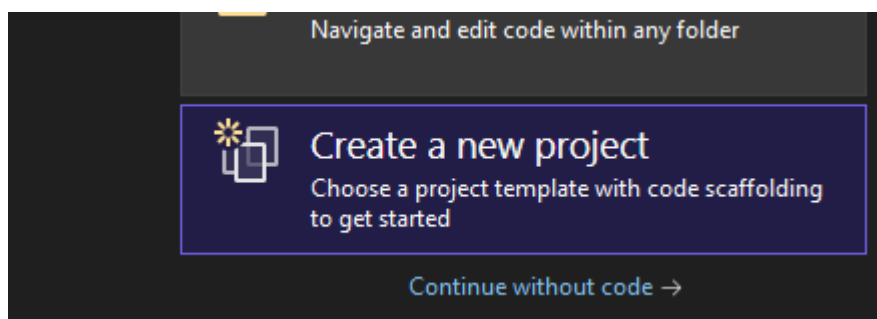 Navigate and edit code within any folder
Create a new project
Choose a project template with code scaffolding
to get started
Continue without code →